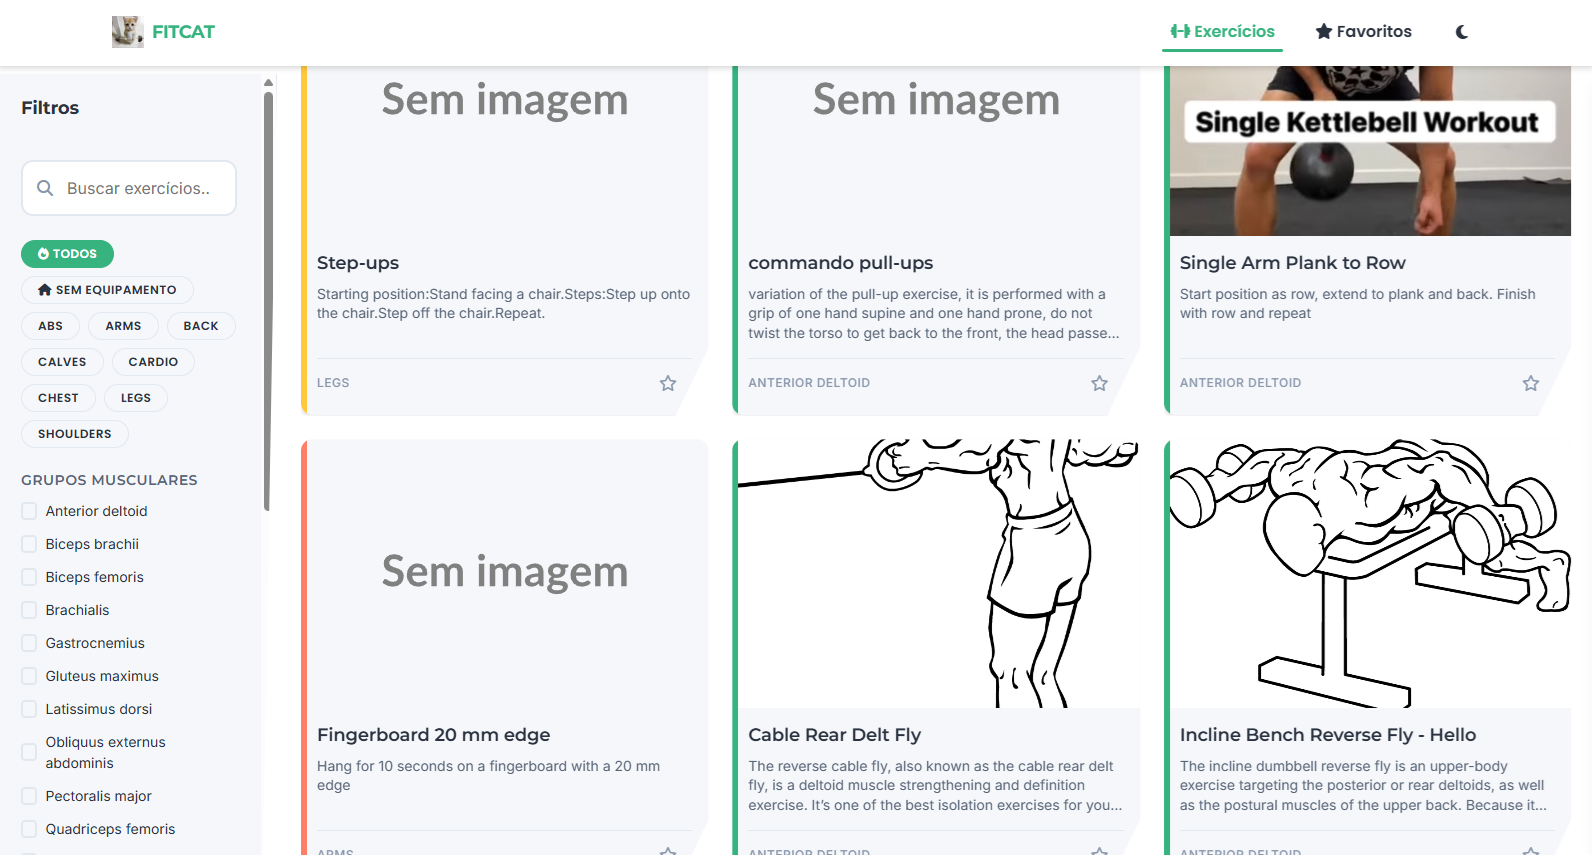 FITCAT
Exercícios
Favoritos
Filtros
Buscar exercícios..
TODOS
SEM EQUIPAMENTO
ABS
ARMS
BACK
CALVES
CARDIO
CHEST
LEGS
SHOULDERS
GRUPOS MUSCULARES
Anterior deltoid
Biceps brachii
Biceps femoris
Brachialis
Gastrocnemius
Gluteus maximus
Latissimus dorsi
Obliquus externus
abdominis
Pectoralis major
Quadriceps femoris
Sem imagem
Step-ups
Starting position:Stand facing a chair.Steps:Step up onto
the chair.Step off the chair.Repeat.
LEGS
Sem imagem
commando pull-ups
variation of the pull-up exercise, it is performed with a
grip of one hand supine and one hand prone, do not
twist the torso to get back to the front, the head passe...
ANTERIOR DELTOID
Single Kettlebell Workout
Single Arm Plank to Row
Start position as row, extend to plank and back. Finish
with row and repeat
ANTERIOR DELTOID
Sem imagem
Fingerboard 20 mm edge
Hang for 10 seconds on a fingerboard with a 20 mm
edge
ARMS
Cable Rear Delt Fly
The reverse cable fly, also known as the cable rear delt
fly, is a deltoid muscle strengthening and definition
exercise. It’s one of the best isolation exercises for you...
ANTERIOR DELTOID
Incline Bench Reverse Fly - Hello
The incline dumbbell reverse fly is an upper-body
exercise targeting the posterior or rear deltoids, as well
as the postural muscles of the upper back. Because it...
ANTERIOR DELTOID